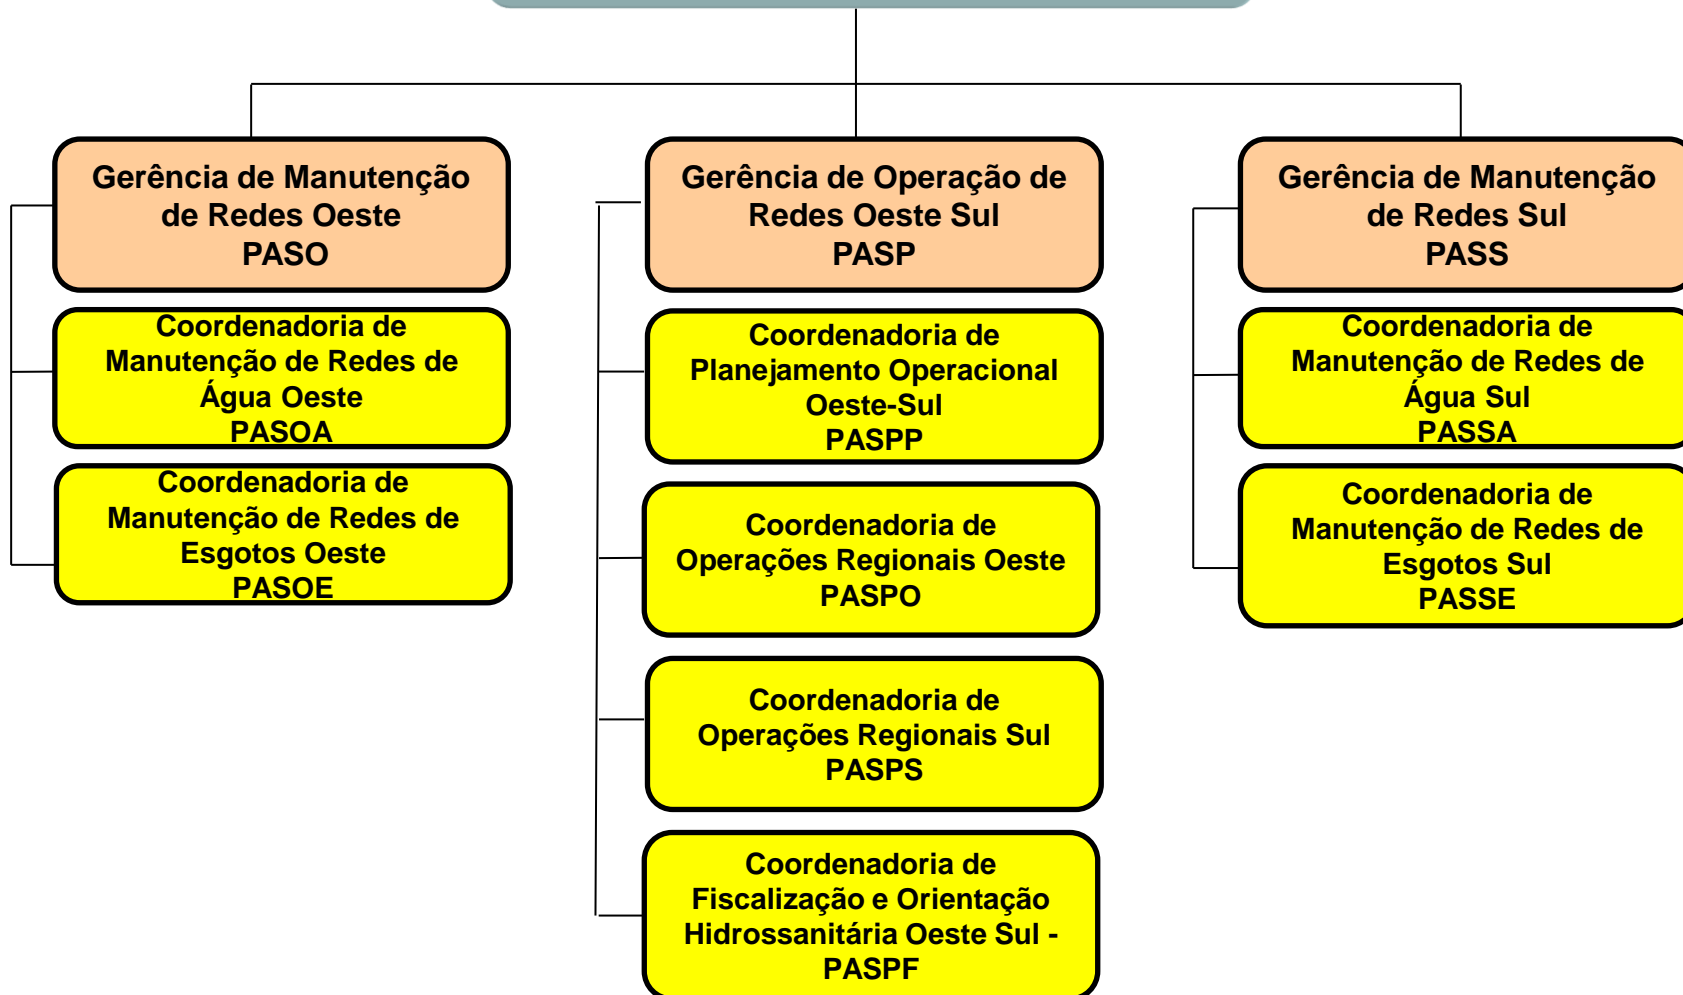 Gerência de Manutenção
de Redes Oeste
PASO
Gerência de Operação de
Redes Oeste Sul
PASP
Gerência de Manutenção
de Redes Sul
PASS
Coordenadoria de
Manutenção de Redes de
Água Oeste
PASOA
Coordenadoria de
Planejamento Operacional
Oeste-Sul
PASPP
Coordenadoria de
Manutenção de Redes de
Água Sul
PASSA
Coordenadoria de
Manutenção de Redes de
Esgotos Oeste
PASOE
Coordenadoria de
Operações Regionais Oeste
PASPO
Coordenadoria de
Manutenção de Redes de
Esgotos Sul
PASSE
Coordenadoria de
Operações Regionais Sul
PASPS
Coordenadoria de
Fiscalização e Orientação
Hidrossanitária Oeste Sul -
PASPF